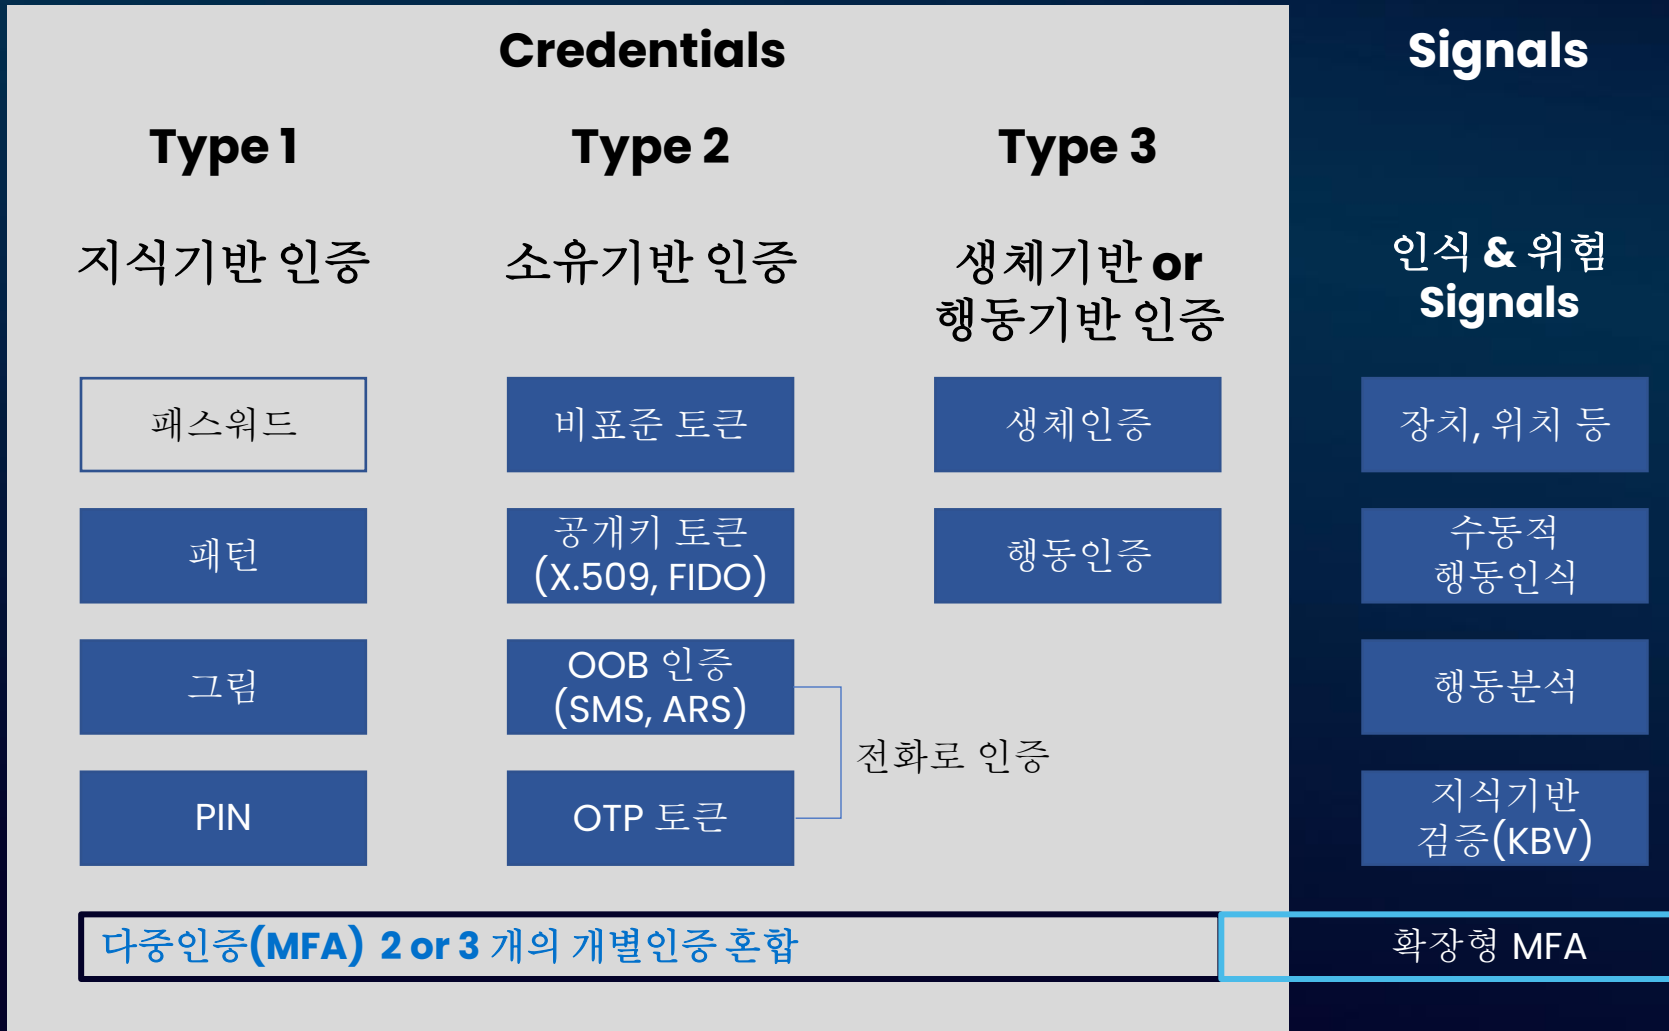 Credentials
Signals
Type 1
Type 2
Type 3
지식기반 인증
소유기반 인증
생체기반 or
행동기반 인증
인식 & 위험
Signals
패스워드
비표준 토큰
생체인증
장치, 위치 등
패턴
공개키 토큰
(X.509, FIDO)
행동인증
수동적
행동인식
그림
OOB 인증
(SMS, ARS)
행동분석
전화로 인증
PIN
OTP 토큰
지식기반
검증(KBV)
다중인증(MFA) 2 or 3 개의 개별인증 혼합
확장형 MFA